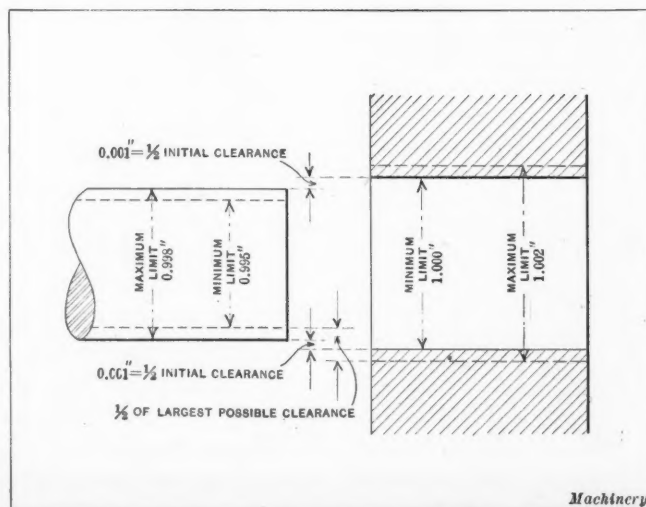 0.001"=½ INITIAL CLEARANCE
MAXIMUM
LIMIT
0.998"
MINIMUM
LIMIT
0.995"
MINIMUM
LIMIT
1.000"
MAXIMUM
LIMIT
1.002"
0.001"=½ INITIAL CLEARANCE
½ OF LARGEST POSSIBLE CLEARANCE
Machinery